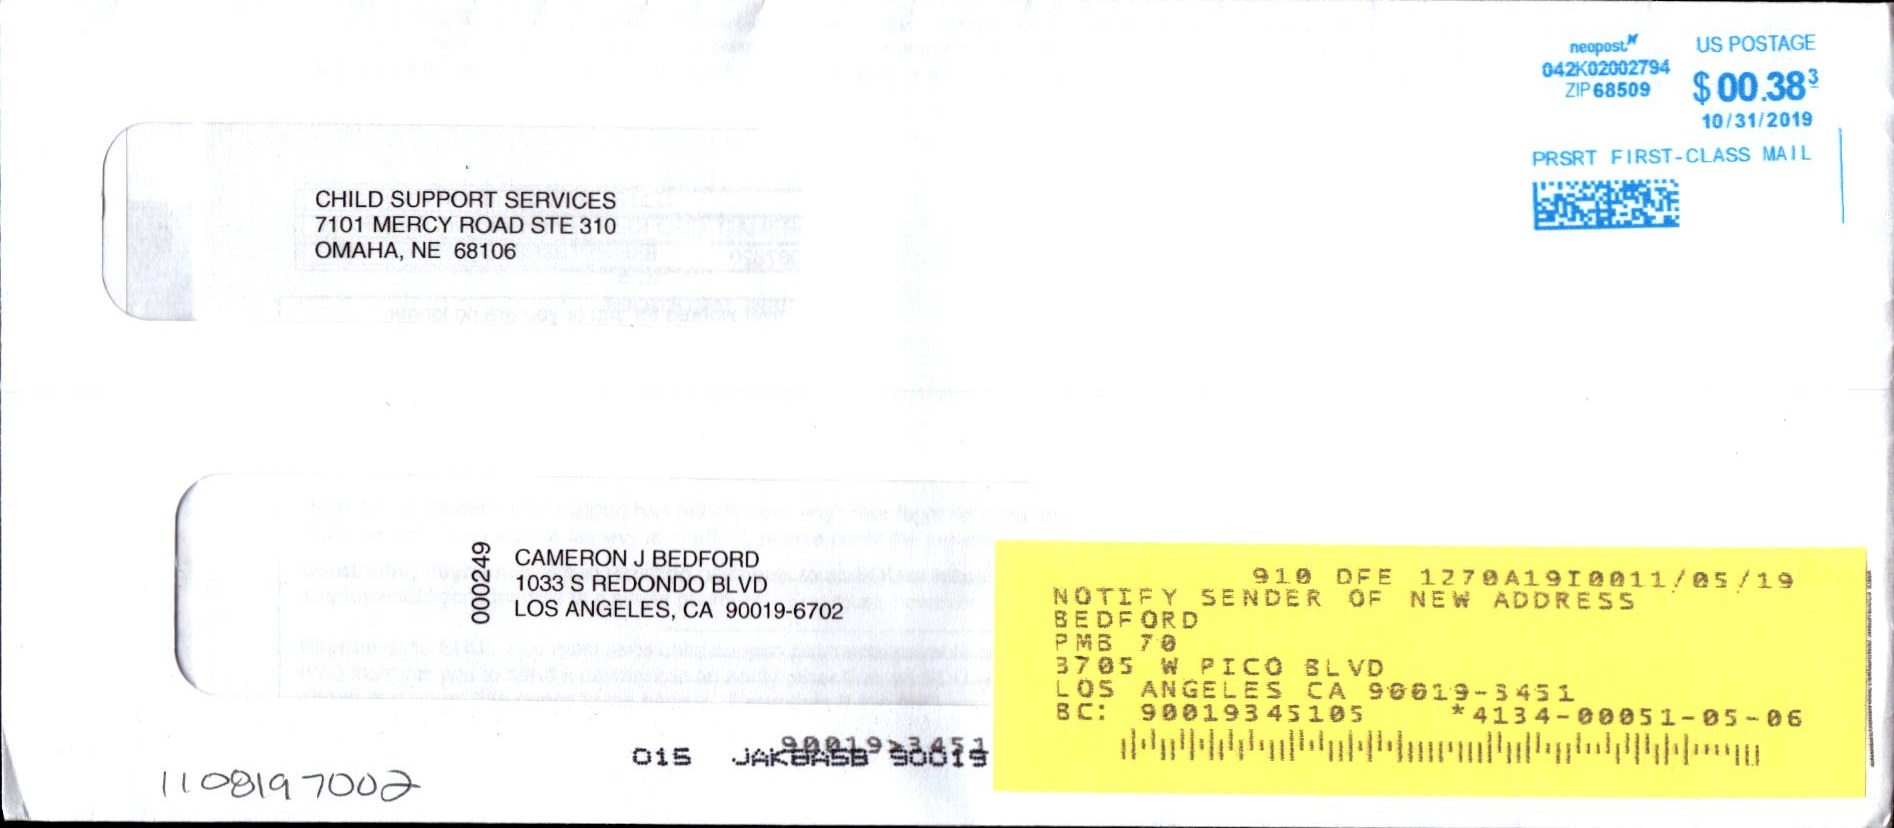 neopost
042K02002794
ZIP 68509
US POSTAGE
$ 00.38³
10/31/2019
PRSRT FIRST-CLASS MAIL
CHILD SUPPORT SERVICES
7101 MERCY ROAD STE 310
OMAHA, NE 68106
0000249
CAMERON J BEDFORD
1033 S REDONDO BLVD
LOS ANGELES, CA 90019-6702
910 DFE 1270A19I0011/05/19
NOTIFY SENDER OF NEW ADDRESS
BEDFORD
PMB 70
3705 W PICO BLVD
LOS ANGELES CA 90019-3451
BC: 90019345105 *4134-00051-05-06
015 90019
1108197002